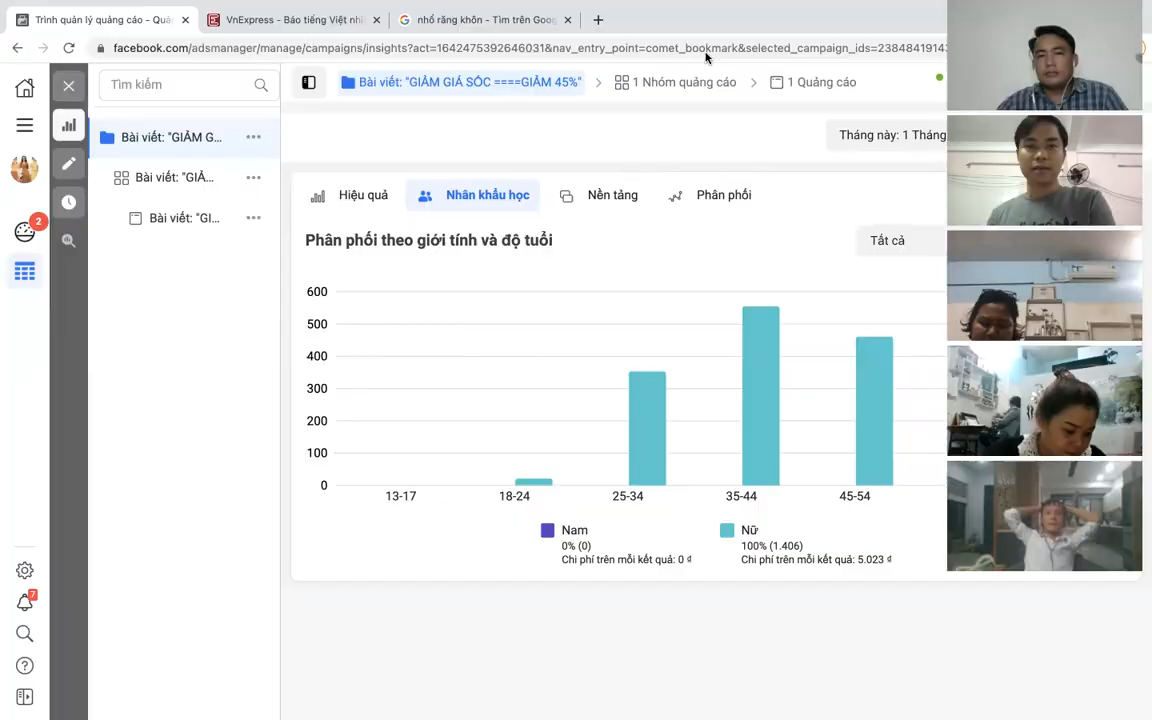 Trình quản lý quảng cáo - Quả
VnExpress - Báo tiếng Việt nhi
nhổ răng khôn - Tìm trên Goog
facebook.com/adsmanager/manage/campaigns/insights?act=1642475392646031&nav_entry_point=comet_bookmark&selected_campaign_ids=2384841914
Tìm kiếm
Bài viết: "GIẢM GIÁ SỐC ====GIẢM 45%"
1 Nhóm quảng cáo
1 Quảng cáo
Bài viết: "GIẢM G...
Bài viết: "GIẢ...
Bài viết: "GI...
2
7
Tháng này: 1 Tháng
Hiệu quả
Nhân khẩu học
Nền tảng
Phân phối
Phân phối theo giới tính và độ tuổi
Tất cả
600
500
400
300
200
100
0
13-17
18-24
25-34
35-44
45-54
Nam
0% (0)
Chi phí trên mỗi kết quả: 0 ₫
Nữ
100% (1.406)
Chi phí trên mỗi kết quả: 5.023 ₫